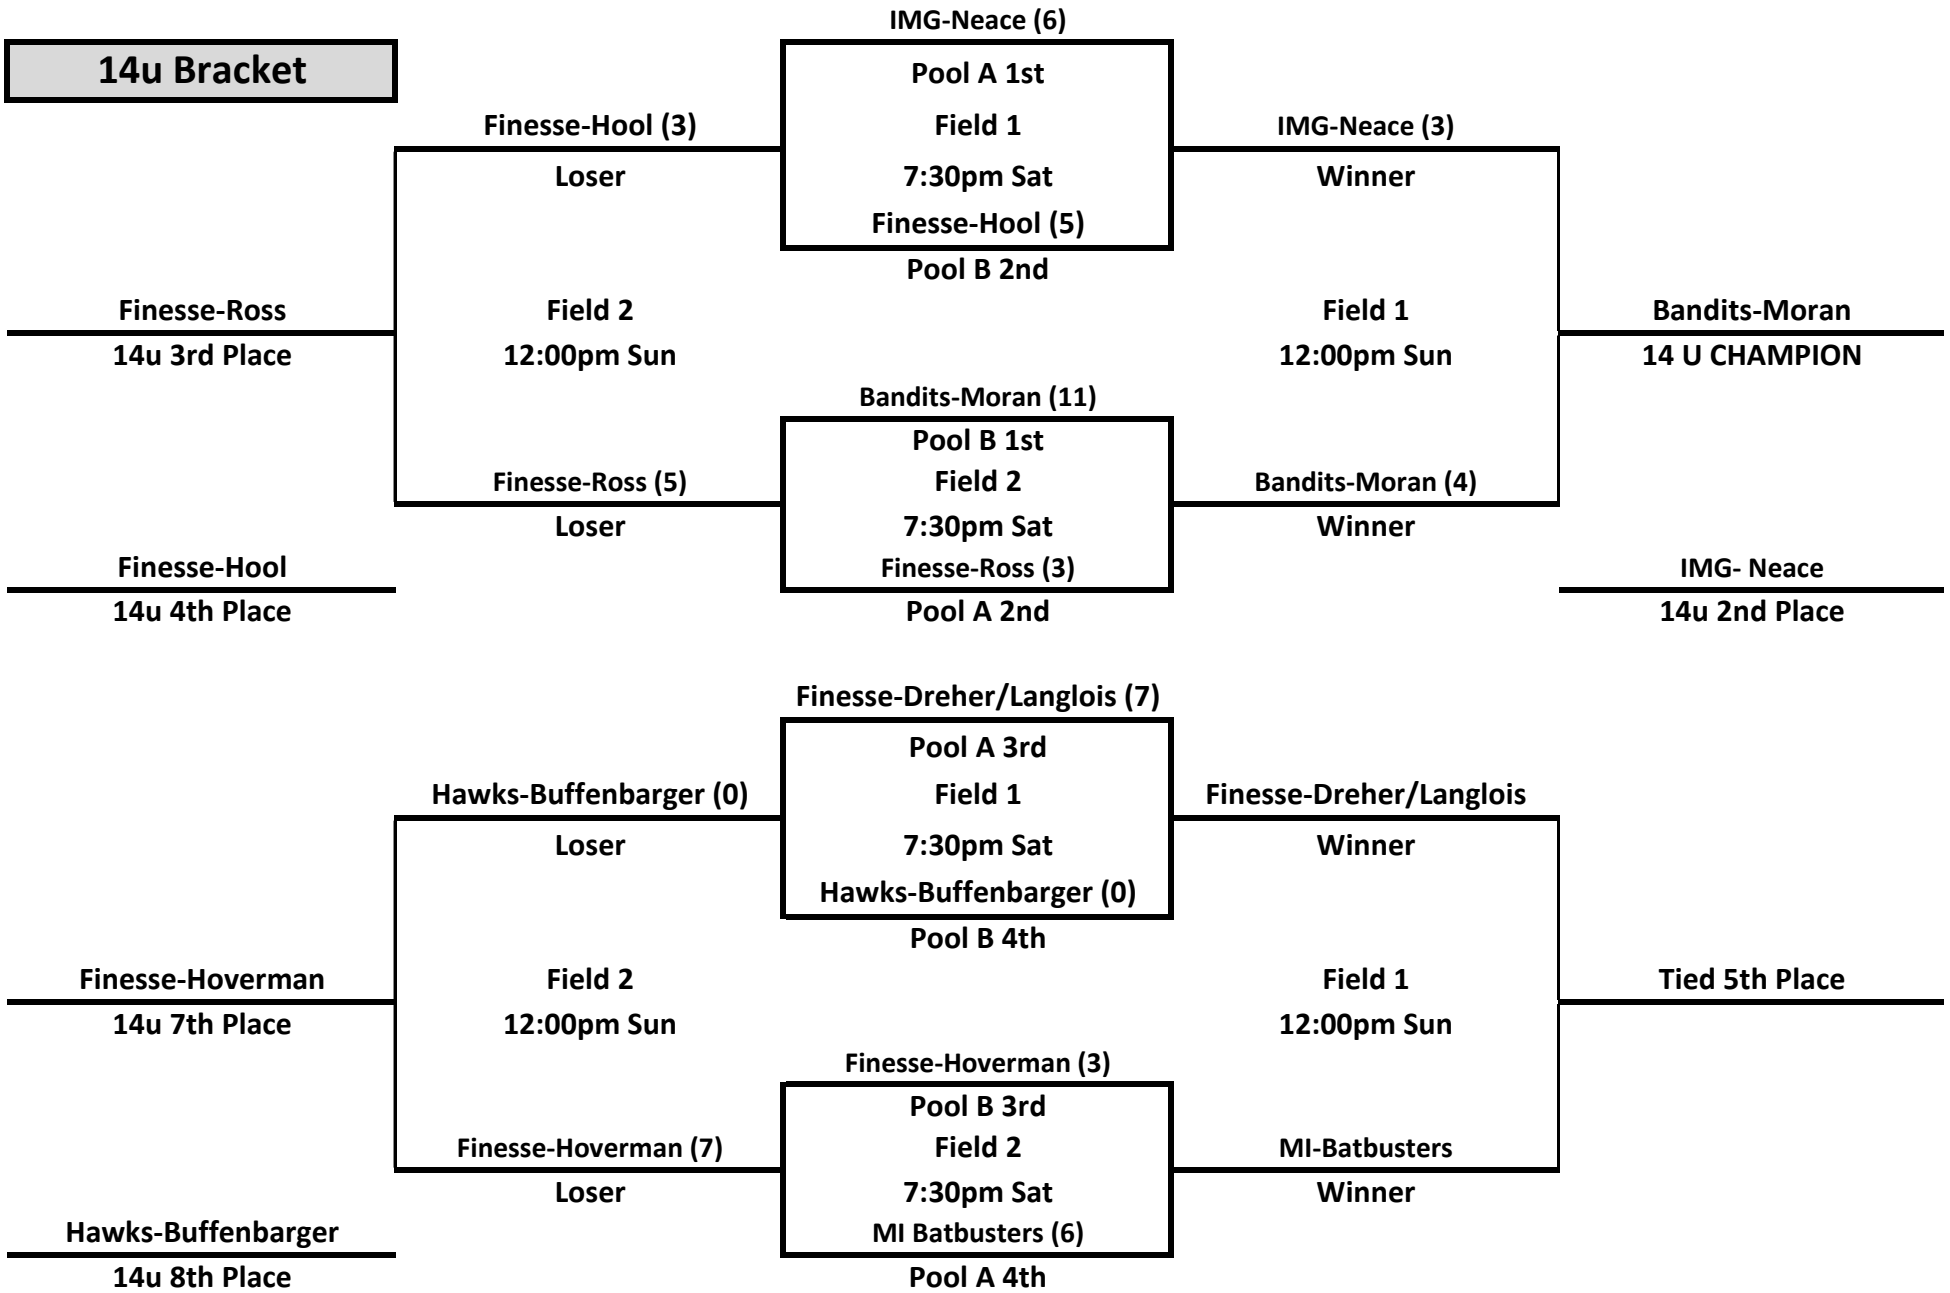 IMG-Neace (6)
14u Bracket
Pool A 1st
Finesse-Hool (3)
Field 1
IMG-Neace (3)
Loser
7:30pm Sat
Winner
Finesse-Hool (5)
Pool B 2nd
Finesse-Ross
Field 2
Field 1
Bandits-Moran
14u 3rd Place
12:00pm Sun
12:00pm Sun
14 U CHAMPION
Bandits-Moran (11)
Pool B 1st
Finesse-Ross (5)
Field 2
Bandits-Moran (4)
Loser
7:30pm Sat
Winner
Finesse-Hool
Finesse-Ross (3)
IMG- Neace
14u 4th Place
Pool A 2nd
14u 2nd Place
Finesse-Dreher/Langlois (7)
Pool A 3rd
Hawks-Buffenbarger (0)
Field 1
Finesse-Dreher/Langlois
Loser
7:30pm Sat
Winner
Hawks-Buffenbarger (0)
Pool B 4th
Finesse-Hoverman
Field 2
Field 1
Tied 5th Place
14u 7th Place
12:00pm Sun
12:00pm Sun
Finesse-Hoverman (3)
Pool B 3rd
Finesse-Hoverman (7)
Field 2
MI-Batbusters
Loser
7:30pm Sat
Winner
Hawks-Buffenbarger
MI Batbusters (6)
14u 8th Place
Pool A 4th